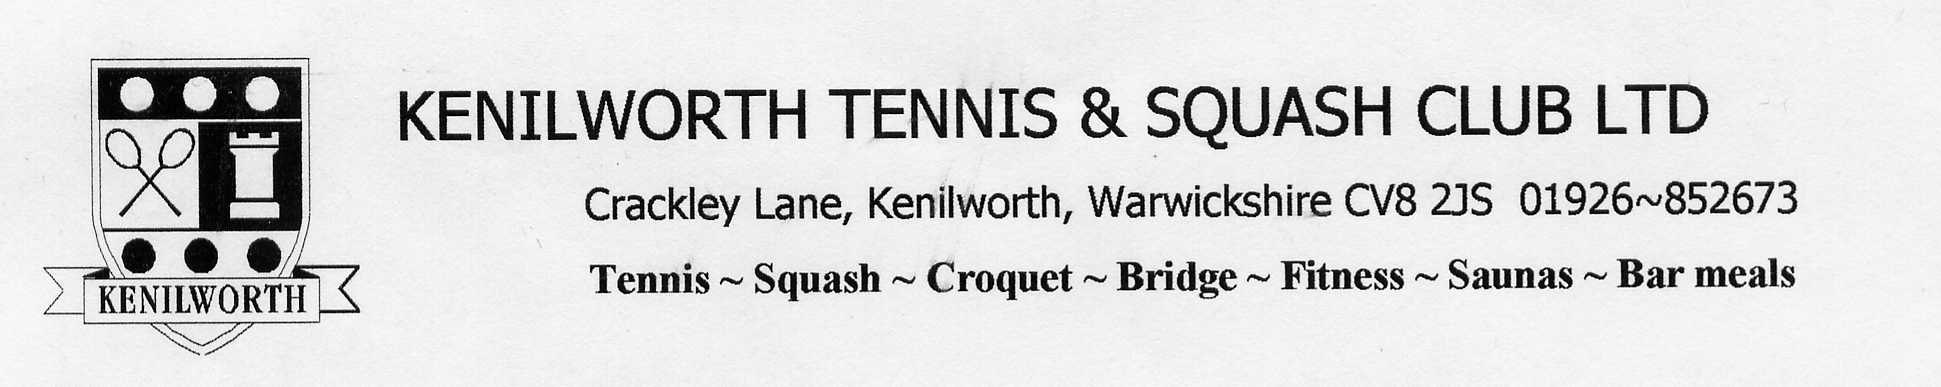 KENILWORTH TENNIS & SQUASH CLUB LTD
Crackley Lane, Kenilworth, Warwickshire CV8 2JS 01926~852673
Tennis ~ Squash ~ Croquet ~ Bridge ~ Fitness ~ Saunas ~ Bar meals
KENILWORTH